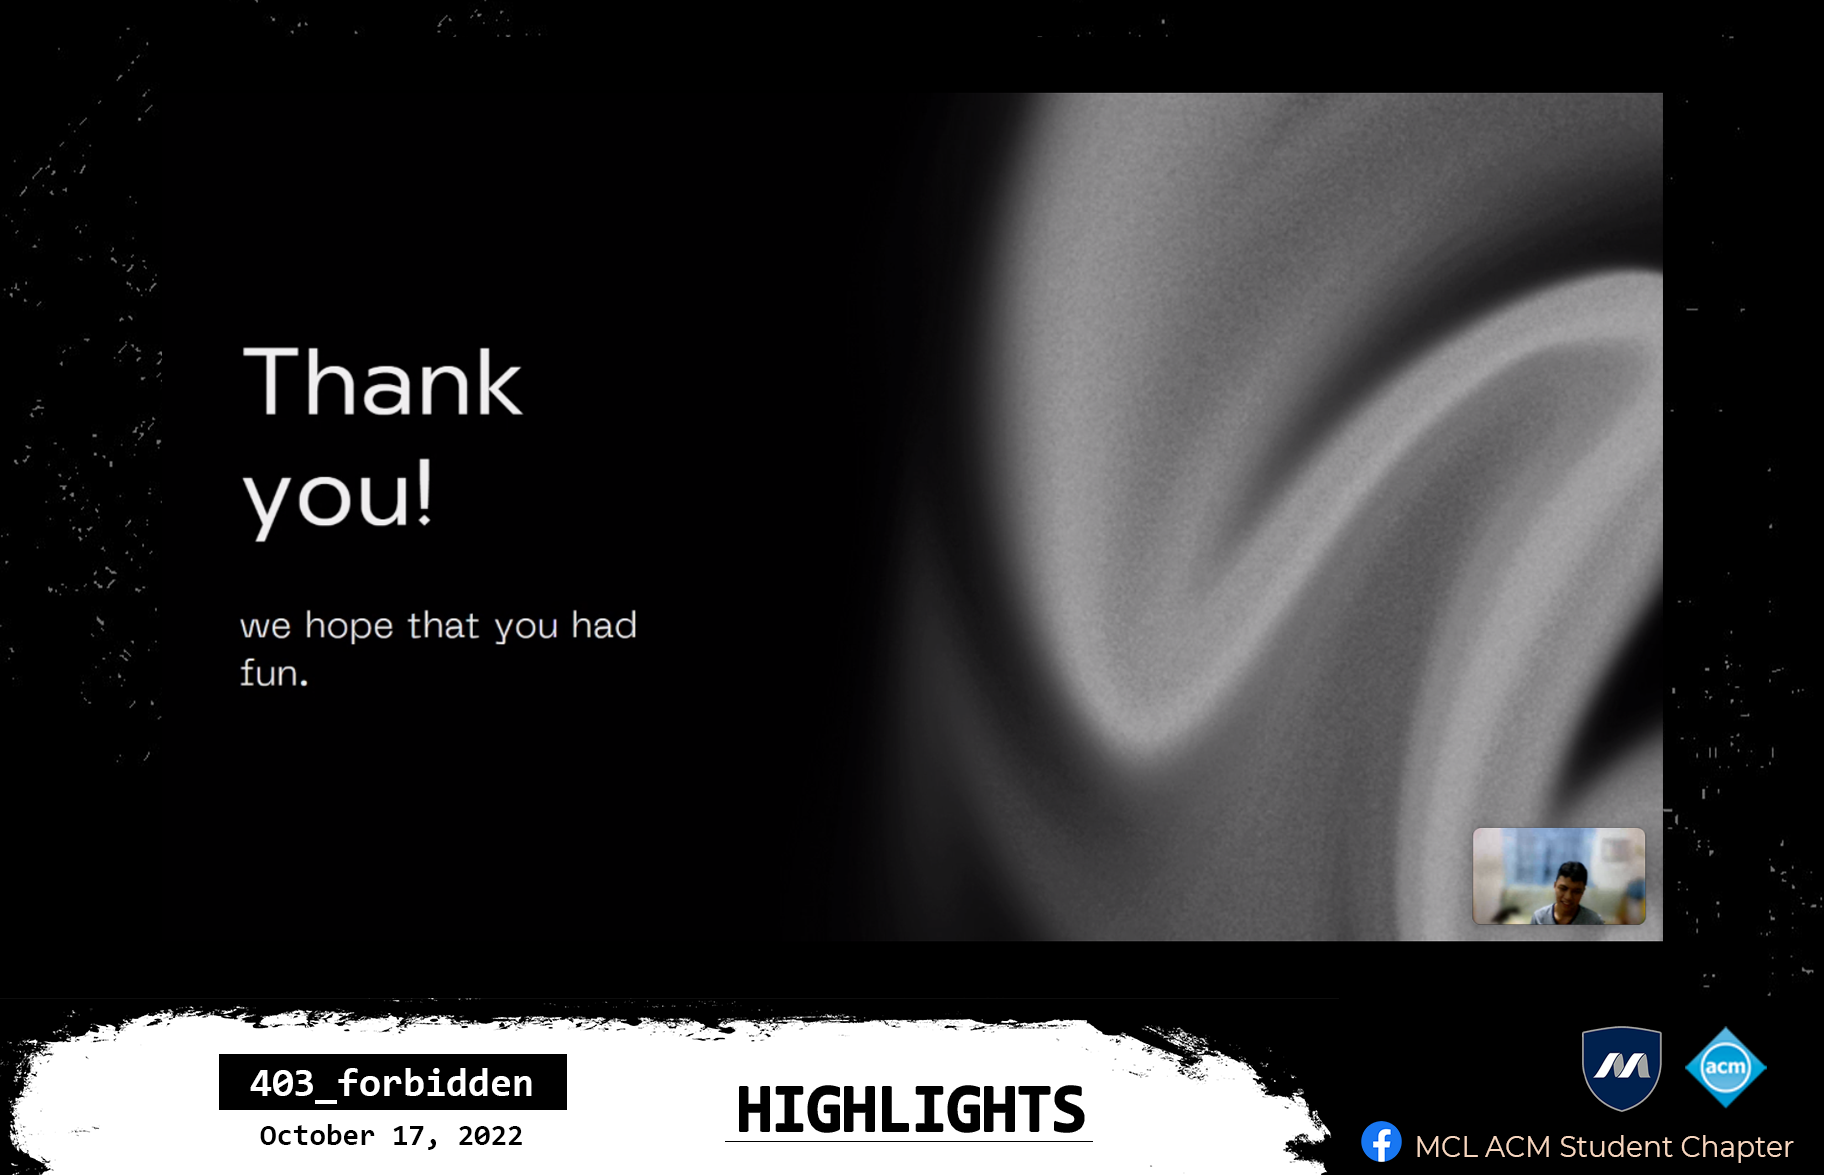 Thank
you!
we hope that you had
fun.
403_forbidden
October 17, 2022
HIGHLIGHTS
acm
MCL ACM Student Chapter